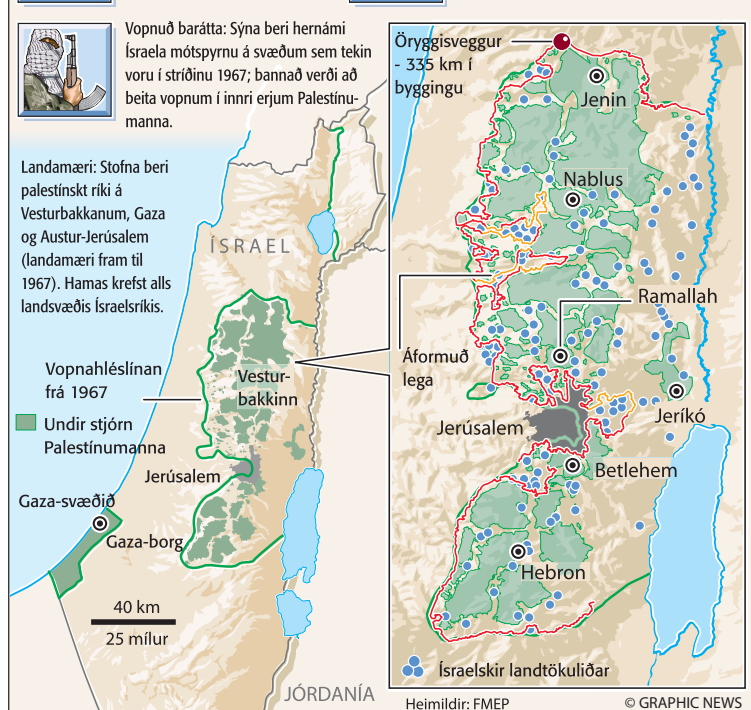 Vopnuð barátta: Sýna beri hernámi
Ísraela mótspyrnu á svæðum sem tekin
voru í stríðinu 1967; bannað verði að
beita vopnum í innri erjum Palestínu-
manna.
Landamæri: Stofna beri
palestínskt ríki á
Vesturbakkanum, Gaza
og Austur-Jerúsalem
(landamæri fram til
1967). Hamas krefst alls
landsvæðis Ísraelsríkis.
ÍSRAEL
Vopnahléslínan
frá 1967
Undir stjórn
Palestínumanna
Vestur-
bakkinn
Jerúsalem
Gaza-svæðið
Gaza-borg
40 km
25 mílur
JÓRDANÍA
Öryggisveggur
- 335 km í
byggingu
Jenin
Nablus
Ramallah
Áformuð
lega
Jerúsalem
Jeríkó
Betlehem
Hebron
Ísraelskir landtökuliðar
Heimildir: FMEP
© GRAPHIC NEWS